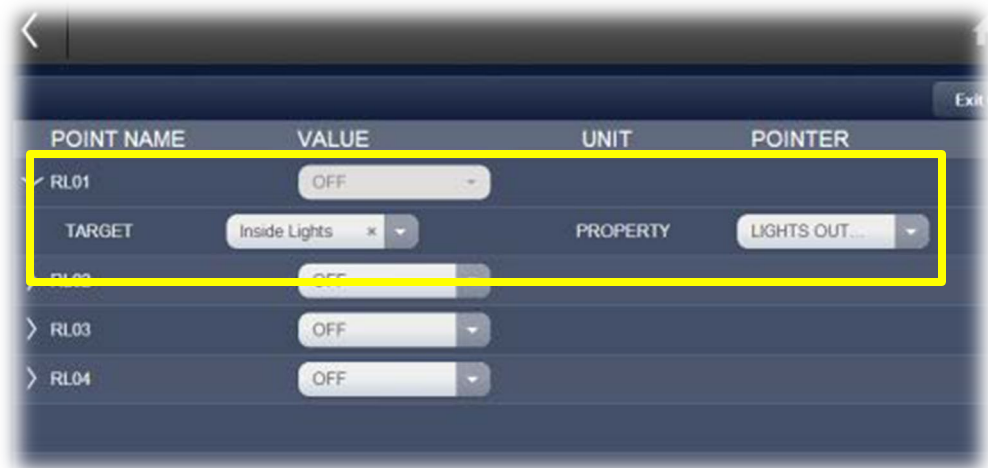 Exit
POINT NAME VALUE UNIT POINTER
RL01 OFF
TARGET Inside Lights × PROPERTY LIGHTS OUT...
RL02 OFF
RL03 OFF
RL04 OFF